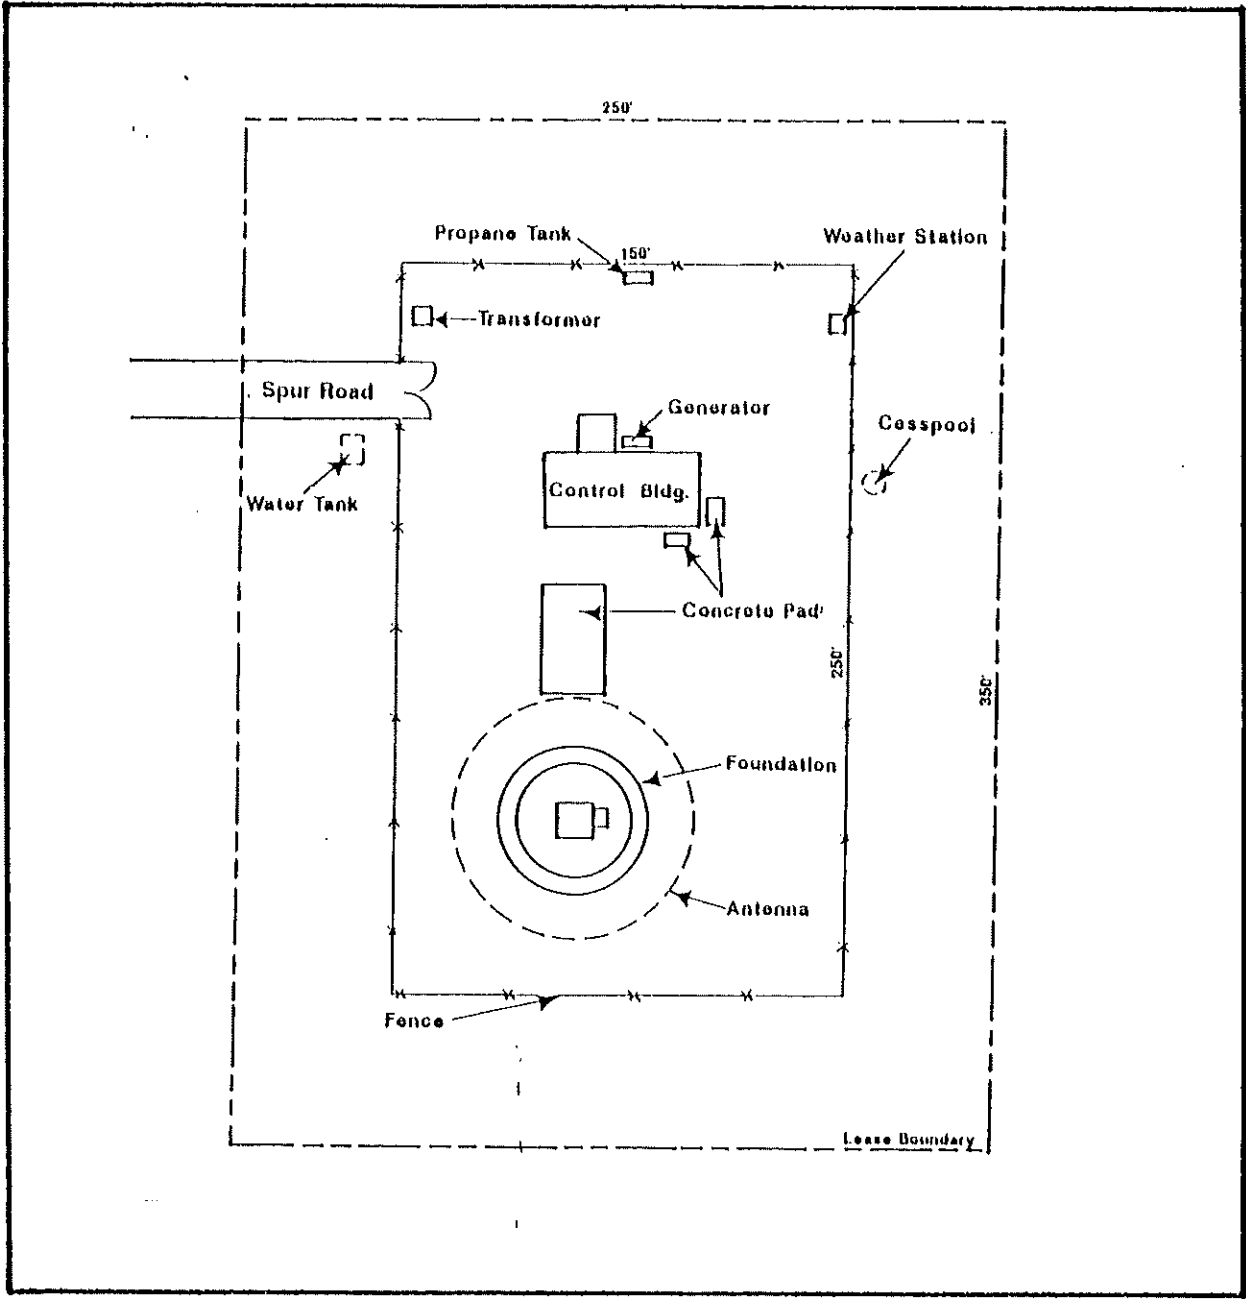 250'
Propane Tank
150'
Weather Station
Transformer
Spur Road
Generator
Cesspool
Control Bldg.
Water Tank
Concrete Pad
250'
350'
Foundation
Antenna
Fence
Lease Boundary